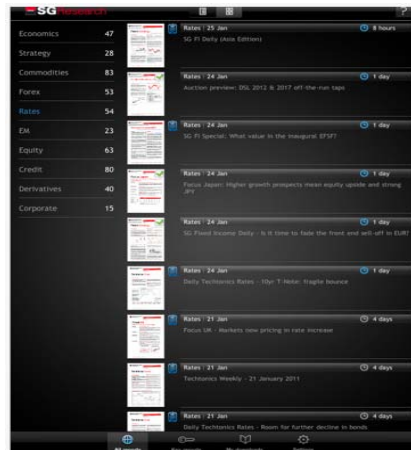 SG Research
?
Economics 47
Strategy 28
Commodities 83
Forex 53
Rates 54
EM 23
Equity 63
Credit 80
Derivatives 40
Corporate 15
Rates : 25 Jan 8 hours
SG FI Daily (Asia Edition)
Rates : 24 Jan 1 day
Auction preview: DSL 2012 & 2017 off-the-run taps
Rates : 24 Jan 1 day
SG FI Special: What value in the inaugural EFSF?
Rates : 24 Jan 1 day
Focus Japan: Higher growth prospects mean equity upside and strong
JPY
Rates : 24 Jan 1 day
SG Fixed Income Daily - Is it time to fade the front end sell-off in EUR?
Rates : 24 Jan 1 day
Daily Techtonics Rates - 10yr T-Note: fragile bounce
Rates : 21 Jan 4 days
Focus UK - Markets now pricing in rate increase
Rates : 21 Jan 4 days
Techtonics Weekly - 21 January 2011
Rates : 21 Jan 4 days
Daily Techtonics Rates - Room for further decline in bonds